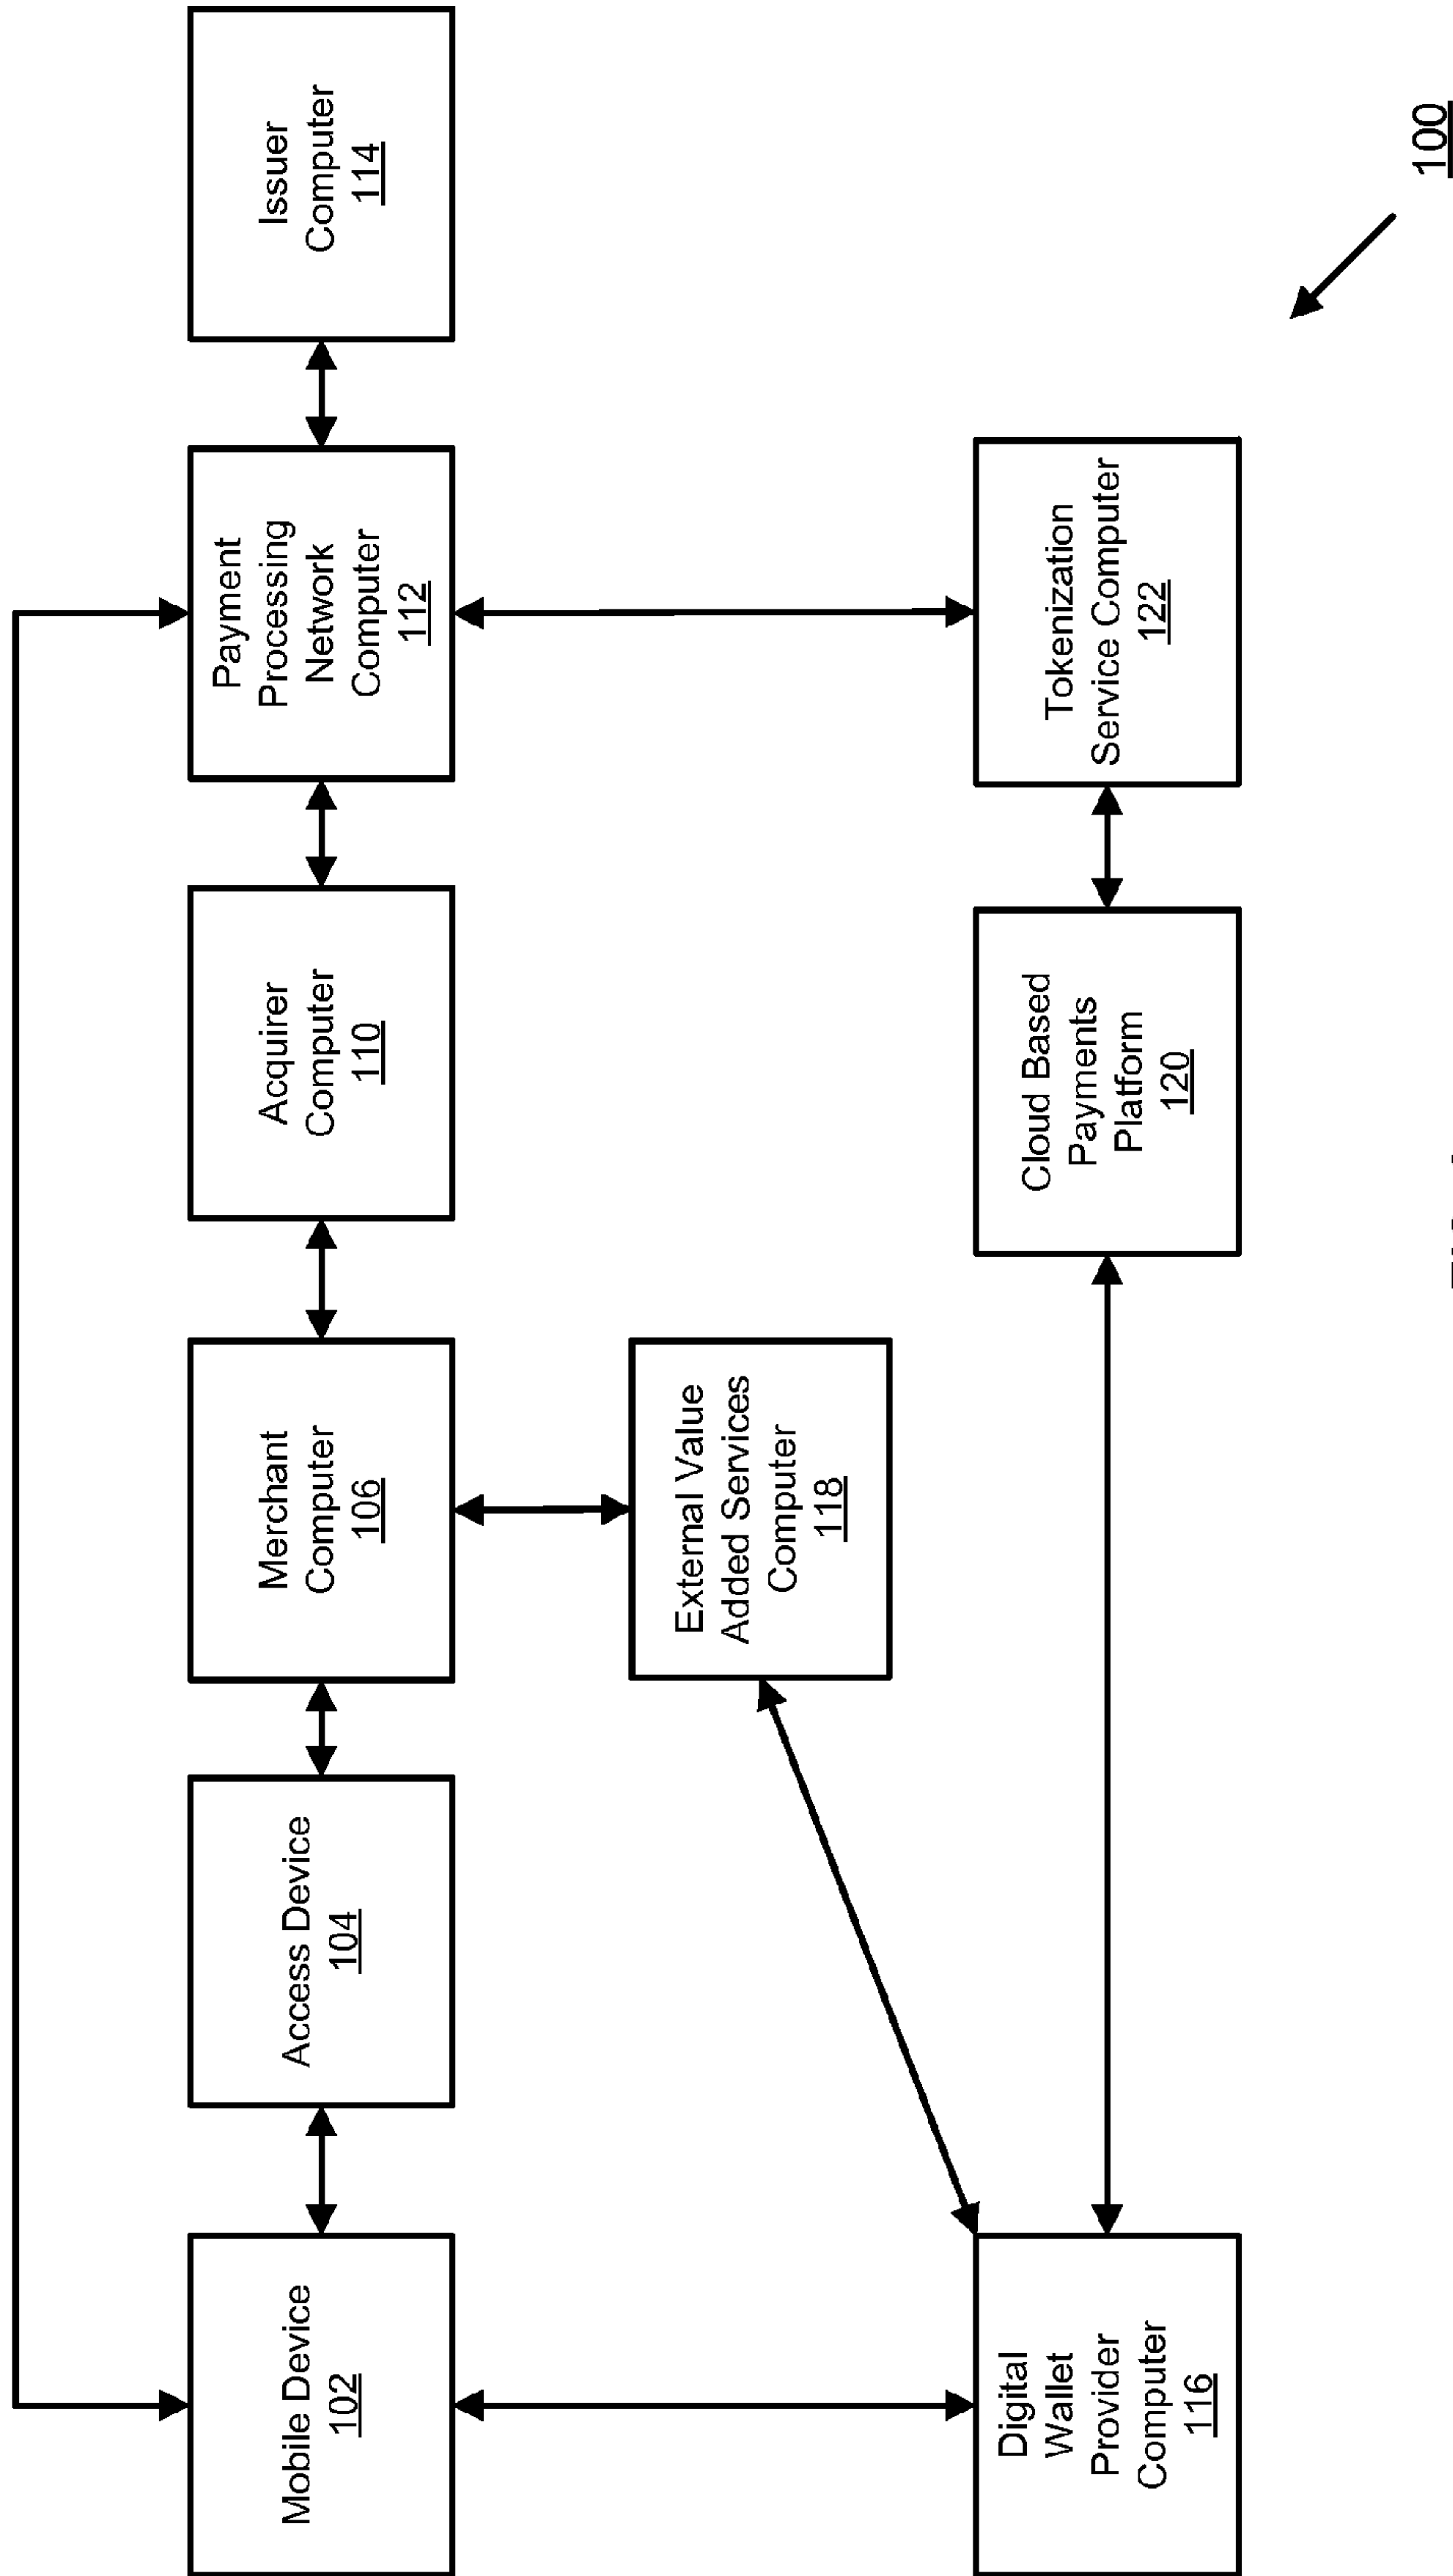 Mobile Device
102
Access Device
104
Merchant
Computer
106
Acquirer
Computer
110
Payment
Processing
Network
Computer
112
Issuer
Computer
114
External Value
Added Services
Computer
118
Digital
Wallet
Provider
Computer
116
Cloud Based
Payments
Platform
120
Tokenization
Service Computer
122
100